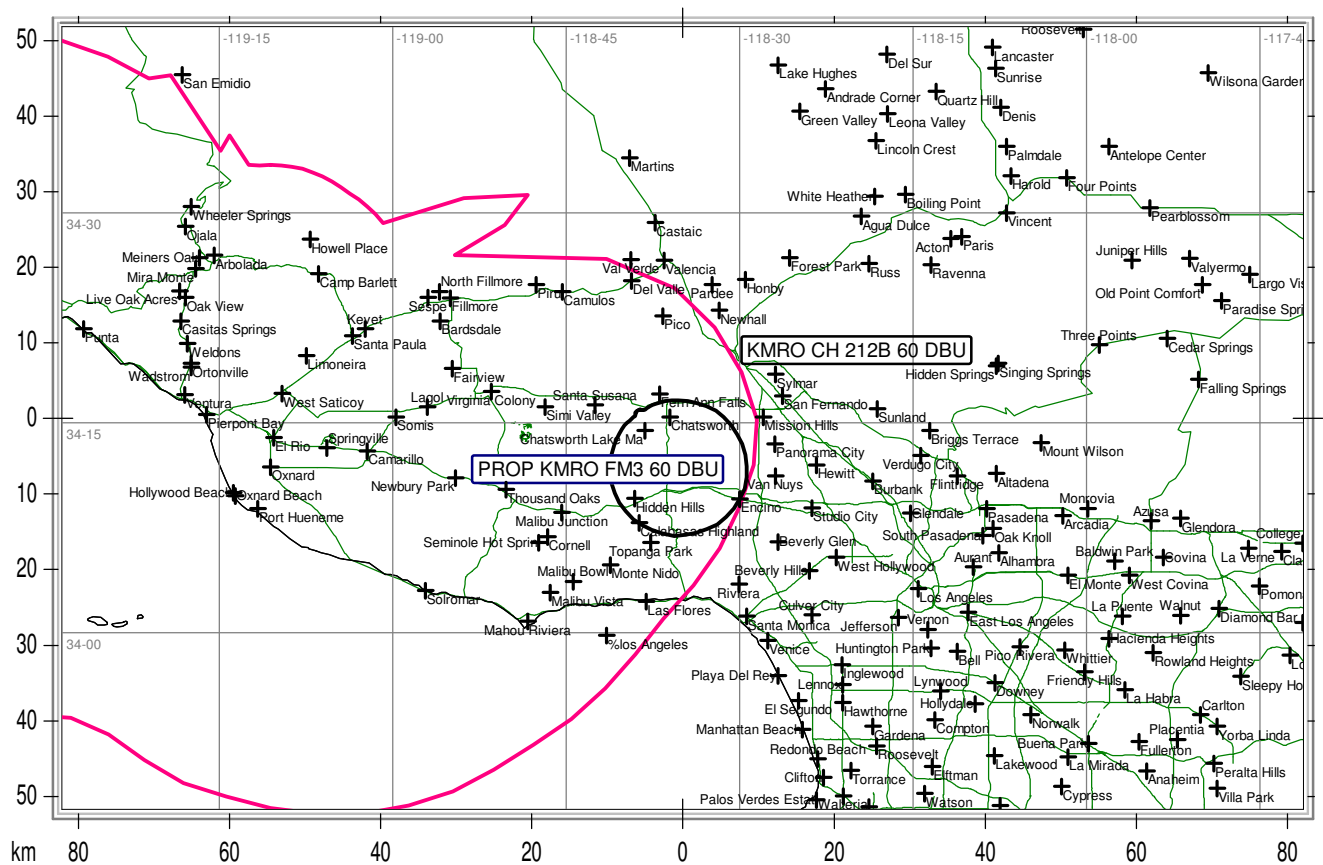 50
40
30
20
10
0
10
20
30
40
50
km
80
60
40
20
0
20
40
60
80
-119-15
-119-00
-118-45
-118-30
-118-15
-118-00
-117-4
34-30
34-15
34-00
KMRO CH 212B 60 DBU
PROP KMRO FM3 60 DBU
San Emidio
Martins
Lake Hughes
Del Sur
Roosevelt
Lancaster
Sunrise
Wilsona Garden
Andrade Corner
Quartz Hill
Green Valley
Leona Valley
Denis
Lincoln Crest
Palmdale
Antelope Center
Harold
Four Points
White Heather
Boiling Point
Wheeler Springs
Ojala
Castaic
Agua Dulce
Vincent
Pearblossom
Howell Place
Acton
Paris
Meiners Oak
Arbolada
Mira Monte
Camp Barlett
North Fillmore
Val Verde
Valencia
Forest Park
Russ
Ravenna
Juniper Hills
Valyermo
Live Oak Acres
Oak View
Sespe
Fillmore
Piru
Camulos
Del Valle
Pardee
Honby
Old Point Comfort
Largo Vis
Paradise Spri
Casitas Springs
Bardsdale
Pico
Newhall
Punta
Santa Paula
Weldons
Ortonville
Limoneira
Three Points
Cedar Springs
Wadstrom
Fairview
Sylmar
Hidden Springs
Singing Springs
Falling Springs
Ventura
West Saticoy
Virginia Colony
Santa Susana
Fern Ann Falls
San Fernando
Pierpont Bay
Somis
Simi Valley
Chatsworth
Mission Hills
Sunland
El Rio
Springville
Chatsworth Lake Ma
Briggs Terrace
Mount Wilson
Camarillo
Panorama City
Verdugo City
Oxnard
Newbury Park
Van Nuys
Hewitt
Burbank
Flintridge
Altadena
Hollywood Beach
Oxnard Beach
Thousand Oaks
Hidden Hills
Encino
Port Hueneme
Malibu Junction
Calabasas Highland
Studio City
Glendale
Pasadena
Monrovia
Arcadia
Azusa
Glendora
Seminole Hot Sprin
Cornell
Topanga Park
Beverly Glen
South Pasadena
Oak Knoll
College
Malibu Bowl
Monte Nido
Beverly Hills
West Hollywood
Alhambra
Baldwin Park
Covina
La Verne
Cla
Solromar
Malibu Vista
Las Flores
Riviera
Los Angeles
El Monte
West Covina
Pomona
Mahou Riviera
Santa Monica
Culver City
Jefferson
Vernon
East Los Angeles
La Puente
Walnut
Diamond Bar
%los Angeles
Venice
Huntington Park
Bell
Pico Rivera
Whittier
Hacienda Heights
Rowland Heights
Playa Del Rey
Inglewood
Lennox
Lynwood
Downey
Friendly Hills
La Habra
Sleepy Ho
El Segundo
Hawthorne
Hollydale
Carlton
Manhattan Beach
Gardena
Compton
Norwalk
Placentia
Yorba Linda
Redondo Beach
Roosevelt
Buena Park
Fullerton
Clifton
Torrance
Elftman
Lakewood
La Mirada
Anaheim
Peralta Hills
Palos Verdes Estat
Walteria
Watson
Cypress
Villa Park